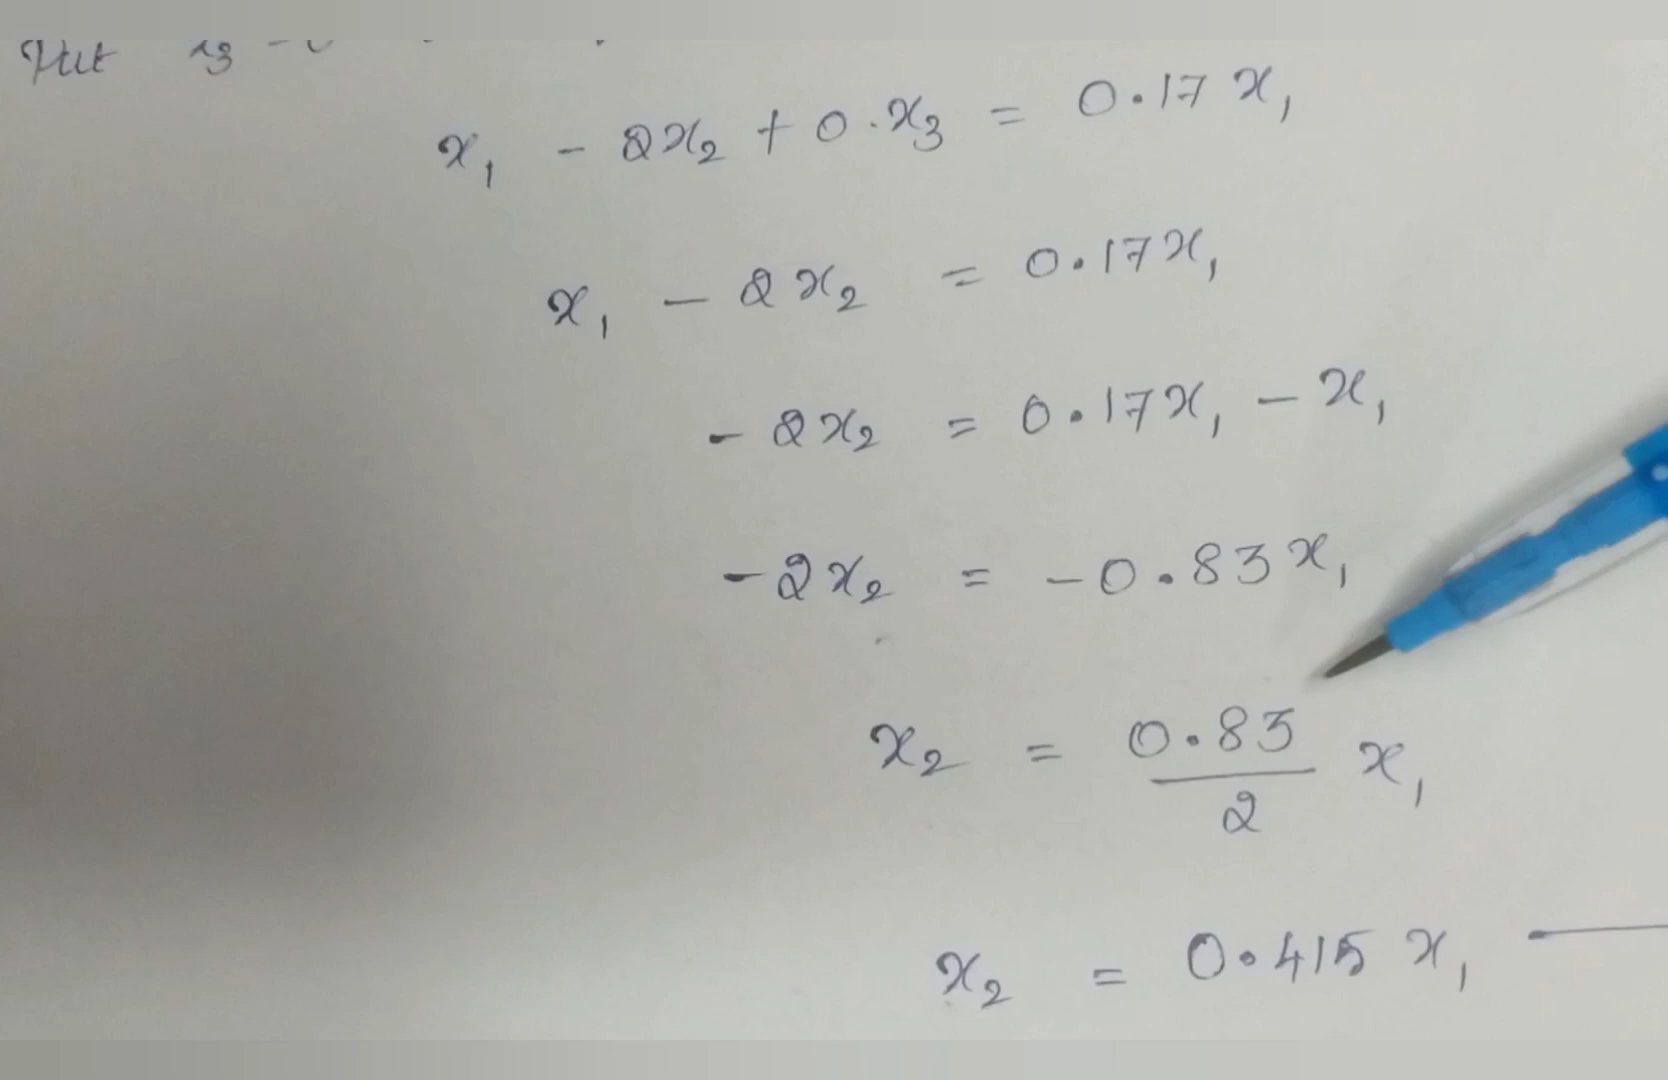 Put x₃
x₁ - 2x₂ + 0.x₃ = 0.17 x₁
x₁ - 2x₂ = 0.17x₁
-2x₂ = 0.17x₁ - x₁
-2x₂ = -0.83x₁
x₂ = 0.83/2 x₁
x₂ = 0.415 x₁